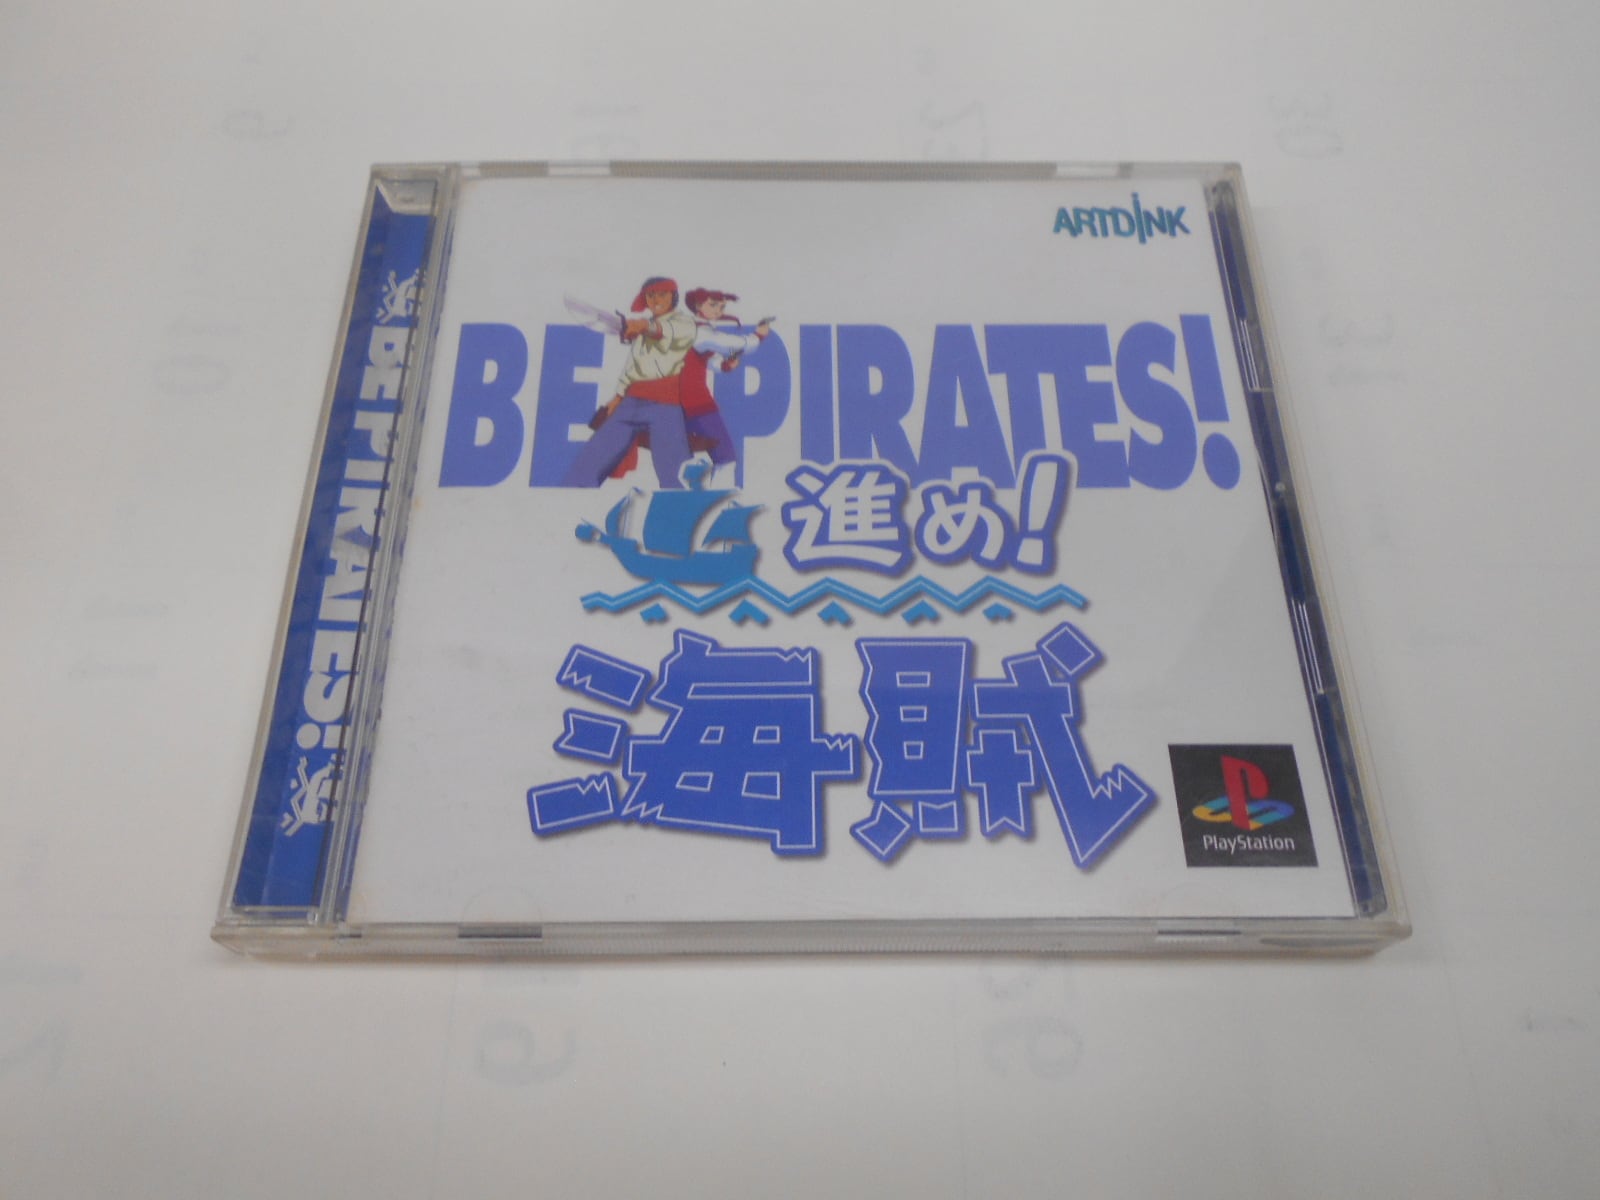 ARTDINK
BE PIRATES!
進め!
海賊
PlayStation
BE PIRATES!